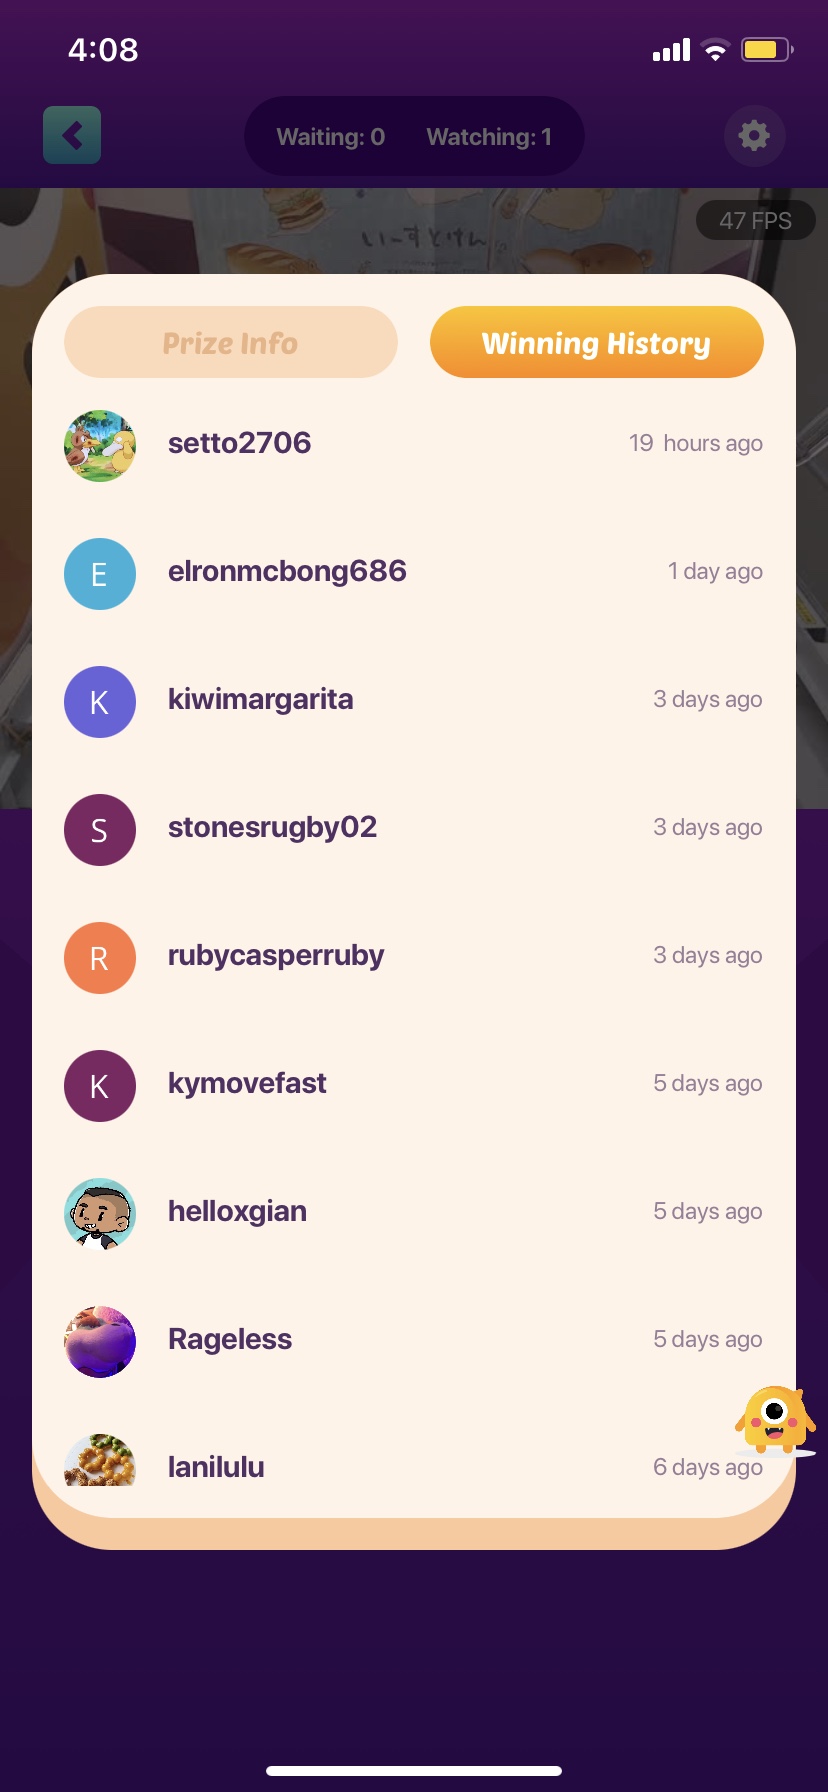 4:08
Waiting: 0 Watching: 1
いーすとけん
47 FPS
Prize Info
Winning History
setto2706 19 hours ago
E elronmcbong686 1 day ago
K kiwimargarita 3 days ago
S stonesrugby02 3 days ago
R rubycasperruby 3 days ago
K kymovefast 5 days ago
helloxgian 5 days ago
Rageless 5 days ago
lanilulu 6 days ago